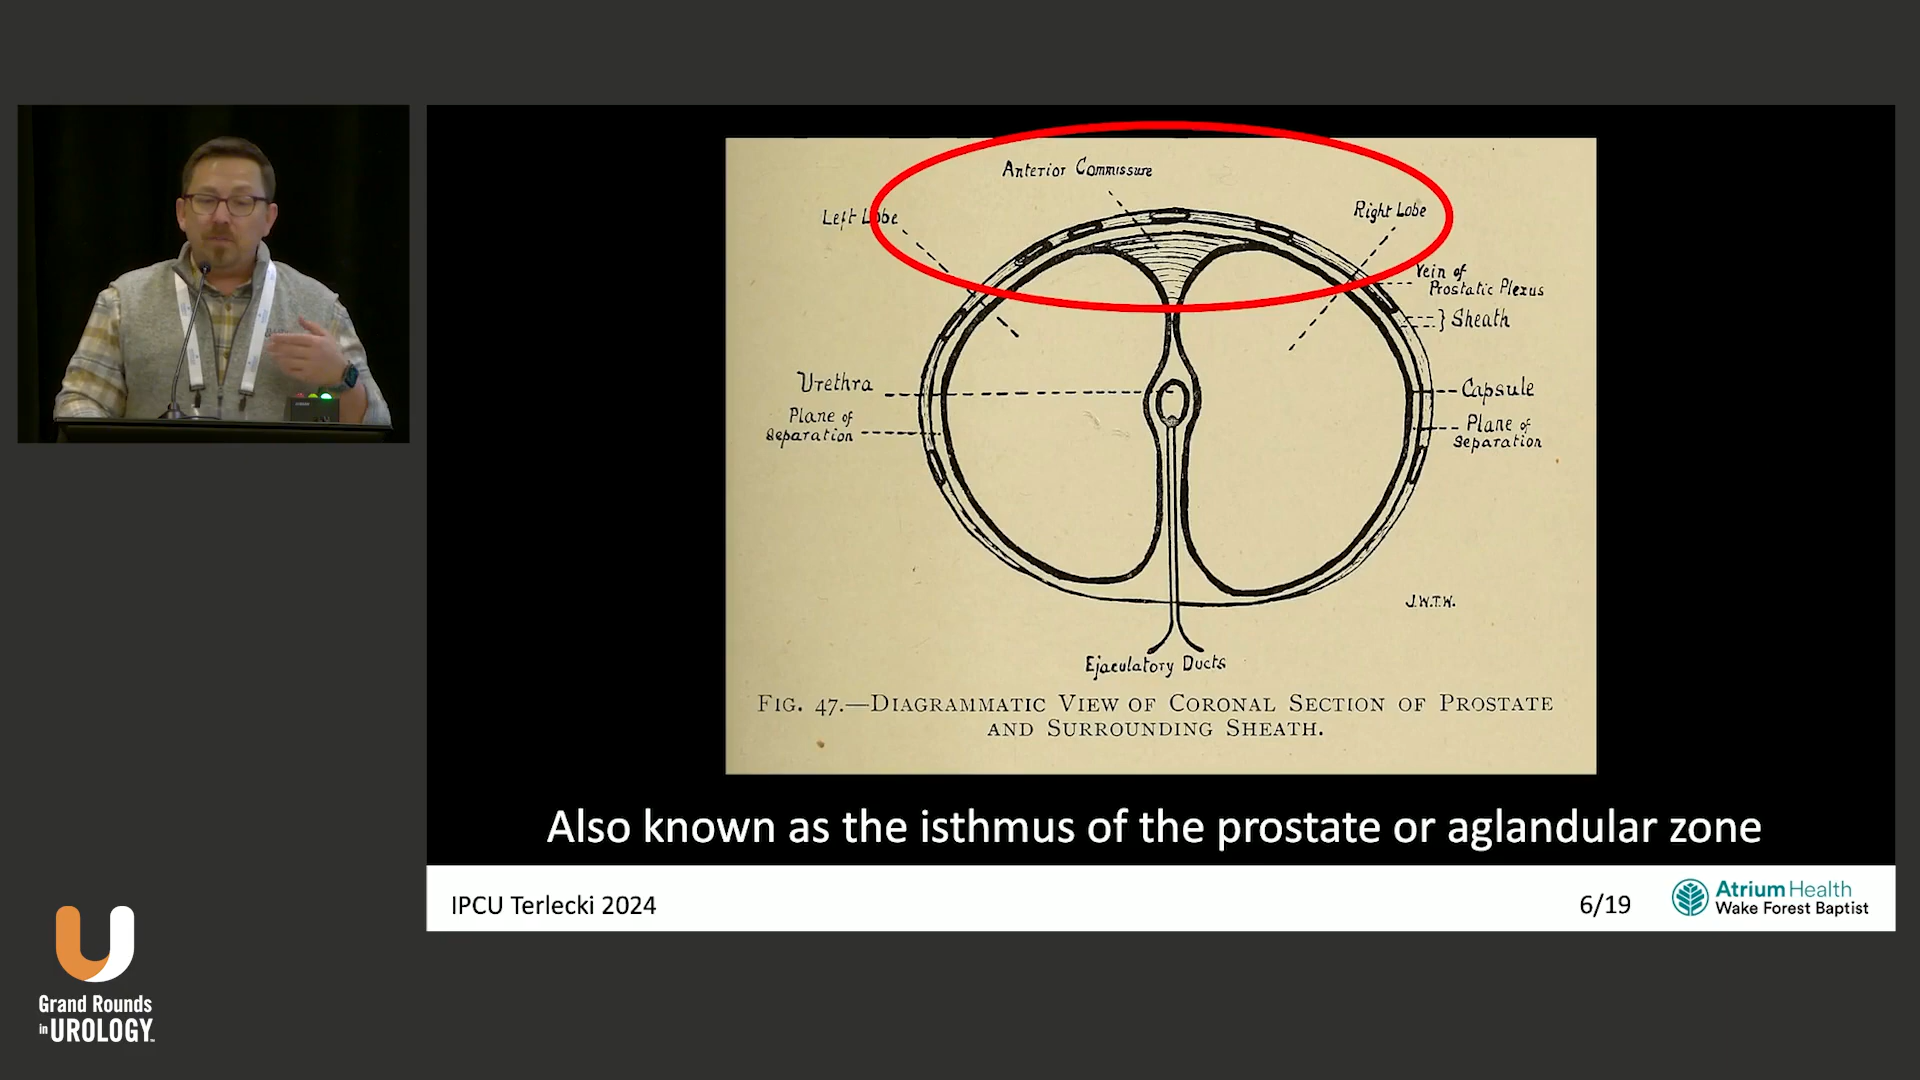 Anterior Commissure
Left Lobe
Right Lobe
Vein of
Prostatic Plexus
} Sheath
Urethra
Capsule
Plane of
Separation
Plane of
Separation
J.W.T.W.
Ejaculatory Ducts
FIG. 47.—DIAGRAMMATIC VIEW OF CORONAL SECTION OF PROSTATE
AND SURROUNDING SHEATH.
Also known as the isthmus of the prostate or aglandular zone
IPCU Terlecki 2024
6/19
Atrium Health
Wake Forest Baptist
Grand Rounds
in UROLOGY™